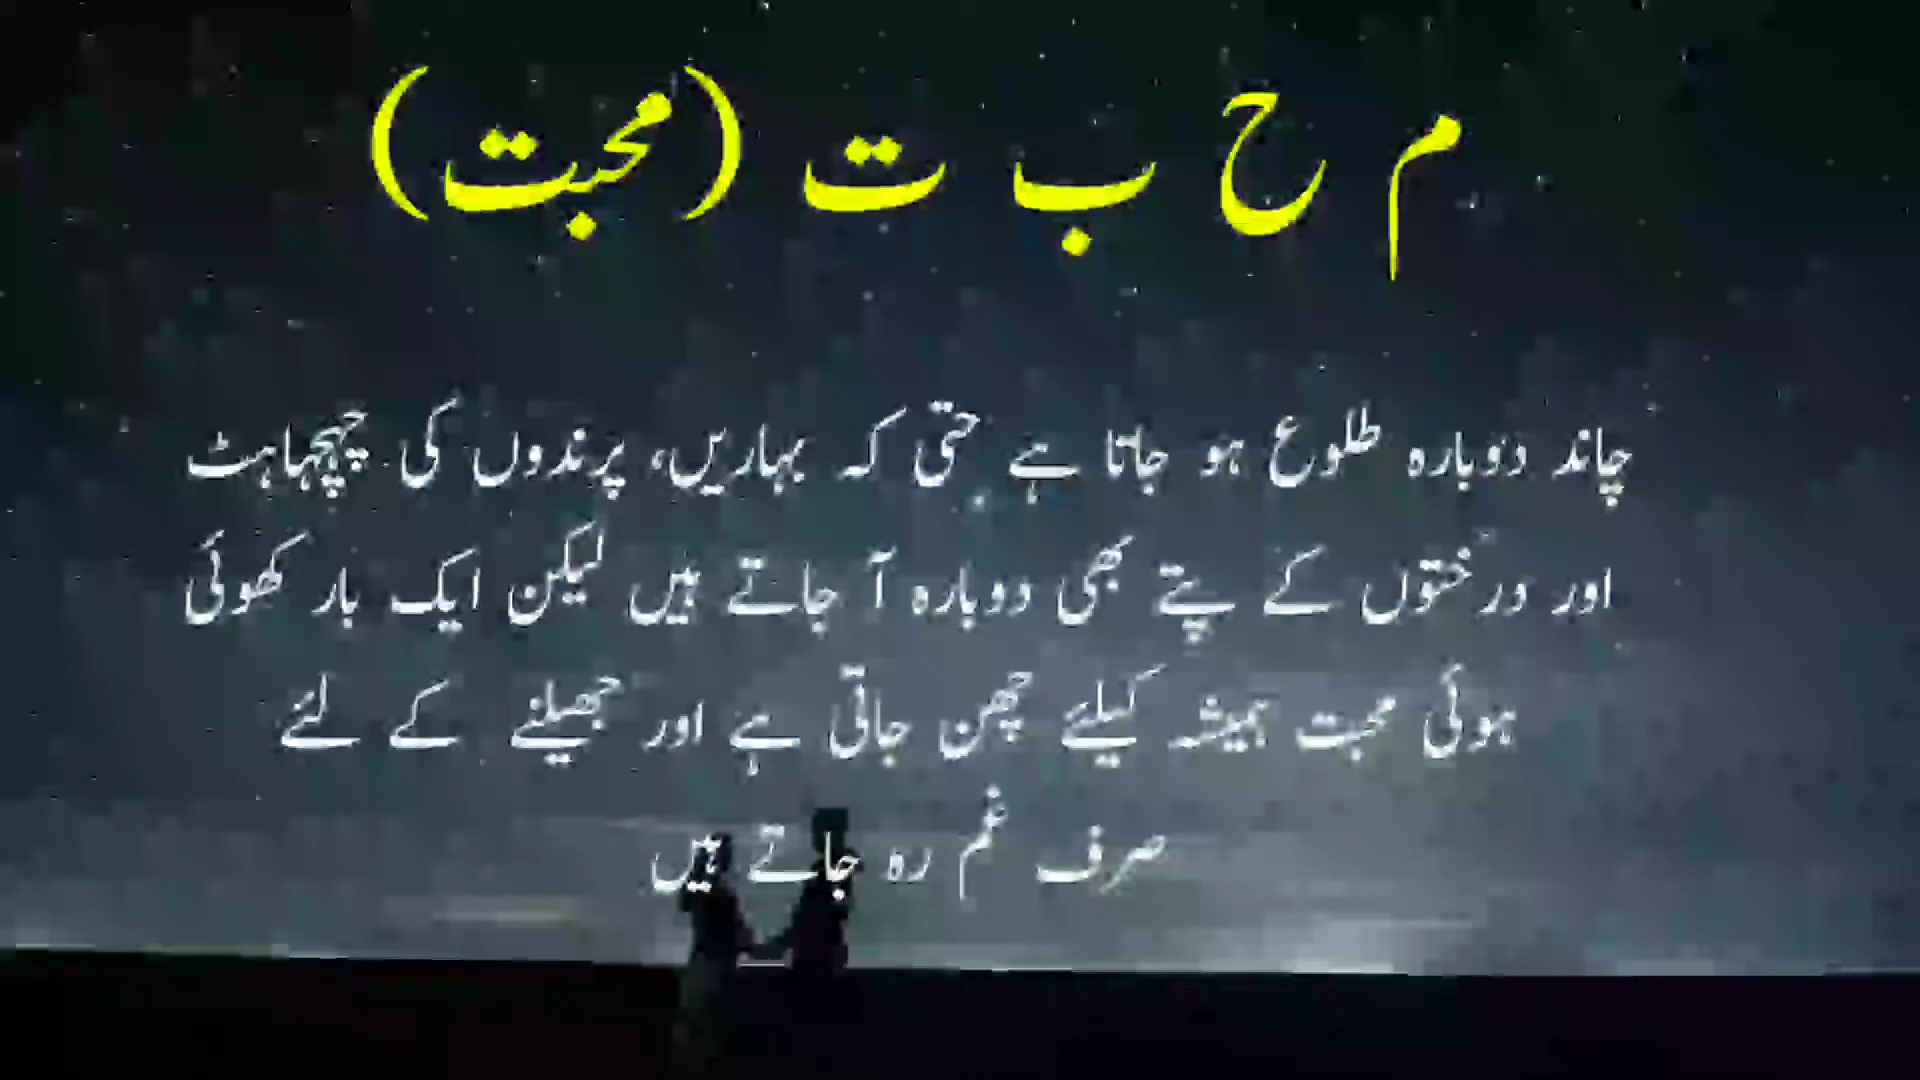 م ح ب ت (محبت)
چاند دوبارہ طلوع ہو جاتا ہے حتی کہ بہاریں، پرندوں کی چہچہاہٹ
اور درختوں کے پتے بھی دوبارہ آ جاتے ہیں لیکن ایک بار کھوئی
ہوئی محبت ہمیشہ کیلئے چھن جاتی ہے اور جھیلنے کے لئے
صرف غم رہ جاتے ہیں